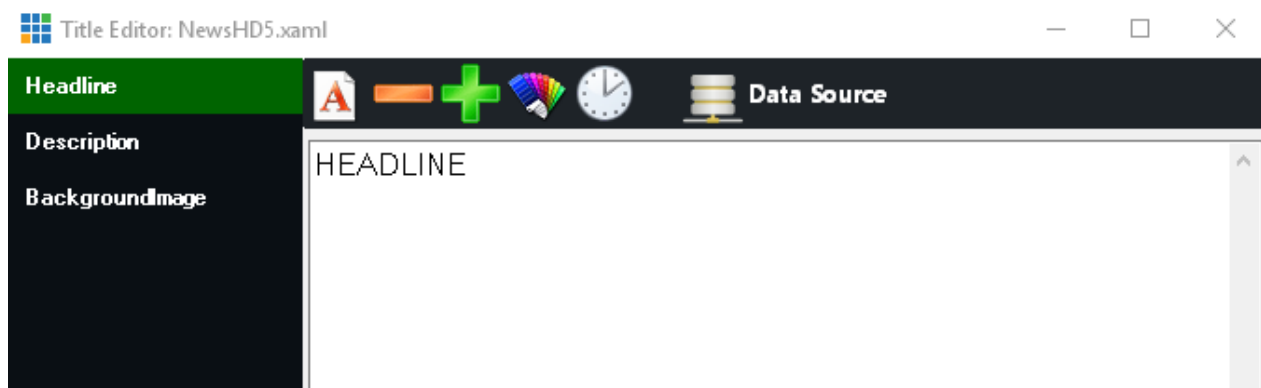 Title Editor: NewsHD5.xaml
Headline
Description
BackgroundImage
A
Data Source
HEADLINE